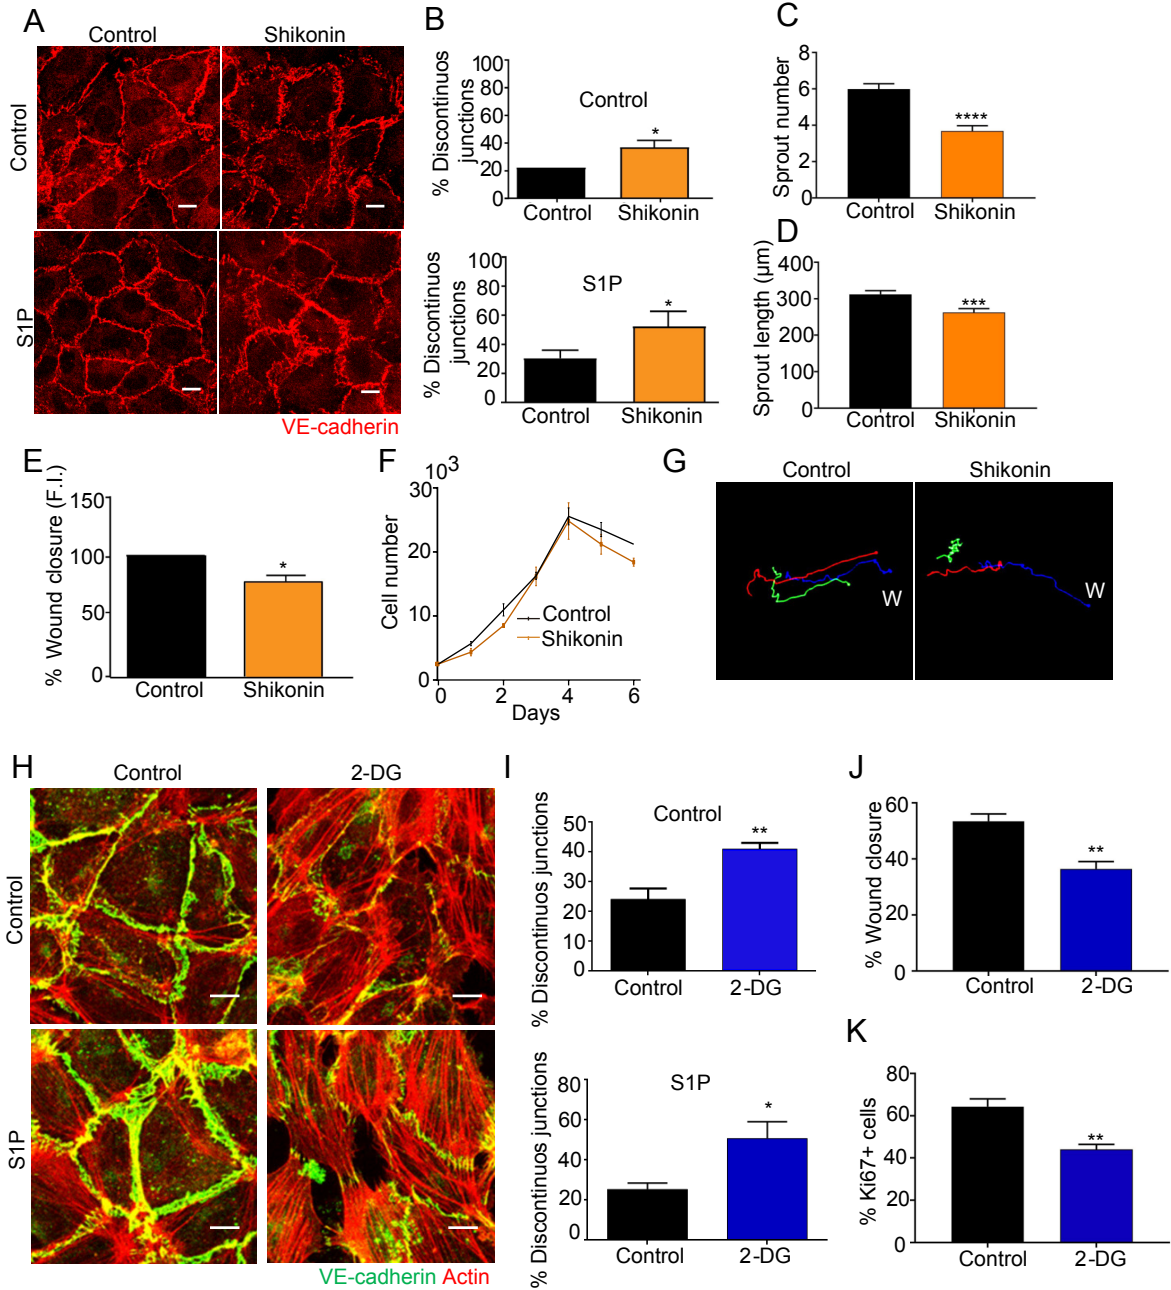 A
Control
Shikonin
Control
S1P
VE-cadherin
B
% Discontinuos
junctions
100
80
60
40
20
0
Control
*
Control
Shikonin
% Discontinuos
junctions
100
80
60
40
20
0
S1P
*
Control
Shikonin
C
Sprout number
8
6
4
2
0
****
Control
Shikonin
D
Sprout length (µm)
400
300
200
100
0
***
Control
Shikonin
E
% Wound closure (F.I.)
150
100
50
0
*
Control
Shikonin
F
10³
Cell number
30
20
10
0
Control
Shikonin
0 2 4 6
Days
G
Control
Shikonin
W
W
H
Control
2-DG
Control
S1P
VE-cadherin Actin
I
% Discontinuos junctions
50
40
30
20
10
0
Control
**
Control
2-DG
% Discontinuos junctions
80
60
40
20
0
S1P
*
Control
2-DG
J
% Wound closure
60
40
20
0
**
Control
2-DG
K
% Ki67+ cells
80
60
40
20
0
**
Control
2-DG